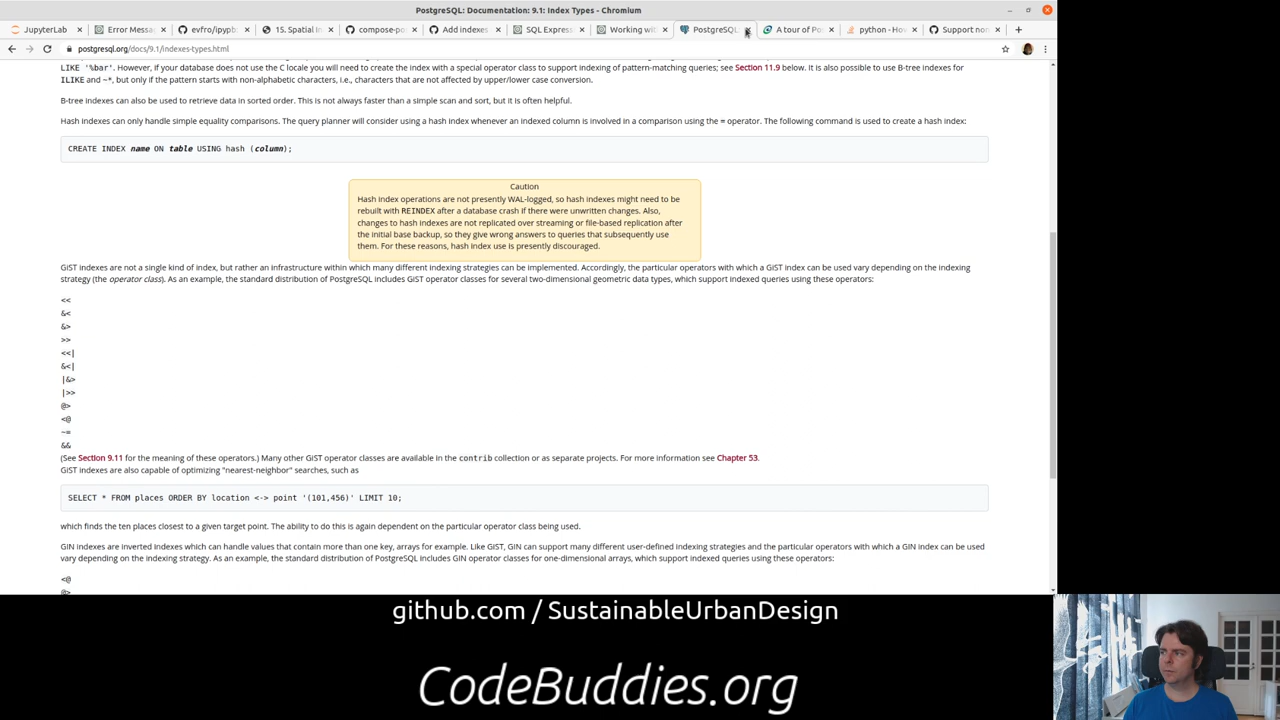 PostgreSQL: Documentation: 9.1: Index Types - Chromium
JupyterLab
Error Messag
evfro/ipypb:
15. Spatial In
compose-po
Add indexes
SQL Express
Working wit
PostgreSQL
A tour of Po
python - How
Support non
postgresql.org/docs/9.1/indexes-types.html
LIKE '%bar'. However, if your database does not use the C locale you will need to create the index with a special operator class to support indexing of pattern-matching queries; see Section 11.9 below. It is also possible to use B-tree indexes for
ILIKE and ~*, but only if the pattern starts with non-alphabetic characters, i.e., characters that are not affected by upper/lower case conversion.
B-tree indexes can also be used to retrieve data in sorted order. This is not always faster than a simple scan and sort, but it is often helpful.
Hash indexes can only handle simple equality comparisons. The query planner will consider using a hash index whenever an indexed column is involved in a comparison using the = operator. The following command is used to create a hash index:
CREATE INDEX name ON table USING hash (column);
Caution
Hash index operations are not presently WAL-logged, so hash indexes might need to be
rebuilt with REINDEX after a database crash if there were unwritten changes. Also,
changes to hash indexes are not replicated over streaming or file-based replication after
the initial base backup, so they give wrong answers to queries that subsequently use
them. For these reasons, hash index use is presently discouraged.
GiST indexes are not a single kind of index, but rather an infrastructure within which many different indexing strategies can be implemented. Accordingly, the particular operators with which a GiST index can be used vary depending on the indexing
strategy (the operator class). As an example, the standard distribution of PostgreSQL includes GiST operator classes for several two-dimensional geometric data types, which support indexed queries using these operators:
<<
&<
&>
>>
<<|
&<|
|&>
|>>
@>
<@
~=
&&
(See Section 9.11 for the meaning of these operators.) Many other GiST operator classes are available in the contrib collection or as separate projects. For more information see Chapter 53.
GiST indexes are also capable of optimizing "nearest-neighbor" searches, such as
SELECT * FROM places ORDER BY location <-> point '(101,456)' LIMIT 10;
which finds the ten places closest to a given target point. The ability to do this is again dependent on the particular operator class being used.
GIN indexes are inverted indexes which can handle values that contain more than one key, arrays for example. Like GiST, GIN can support many different user-defined indexing strategies and the particular operators with which a GIN index can be used
vary depending on the indexing strategy. As an example, the standard distribution of PostgreSQL includes GIN operator classes for one-dimensional arrays, which support indexed queries using these operators:
<@
@>
github.com / SustainableUrbanDesign
CodeBuddies.org